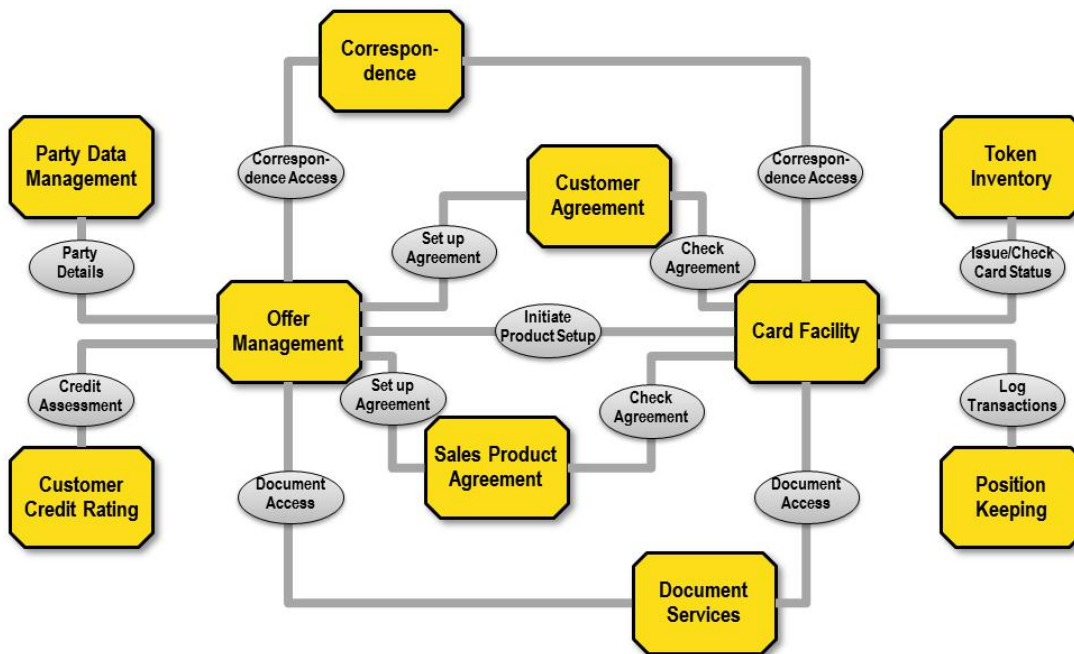 Correspon-
dence
Party Data
Management
Token
Inventory
Correspon-
dence Access
Customer
Agreement
Correspon-
dence Access
Party
Details
Set up
Agreement
Check
Agreement
Issue/Check
Card Status
Offer
Management
Initiate
Product Setup
Card Facility
Credit
Assessment
Set up
Agreement
Check
Agreement
Log
Transactions
Customer
Credit Rating
Sales Product
Agreement
Position
Keeping
Document
Access
Document
Access
Document
Services